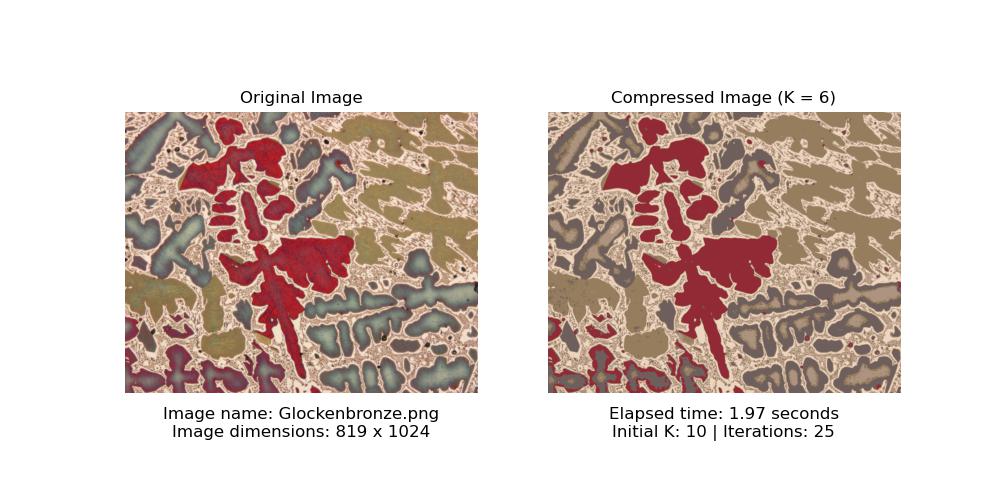 Original Image
Compressed Image (K = 6)
Image name: Glockenbronze.png
Image dimensions: 819 x 1024
Elapsed time: 1.97 seconds
Initial K: 10 | Iterations: 25